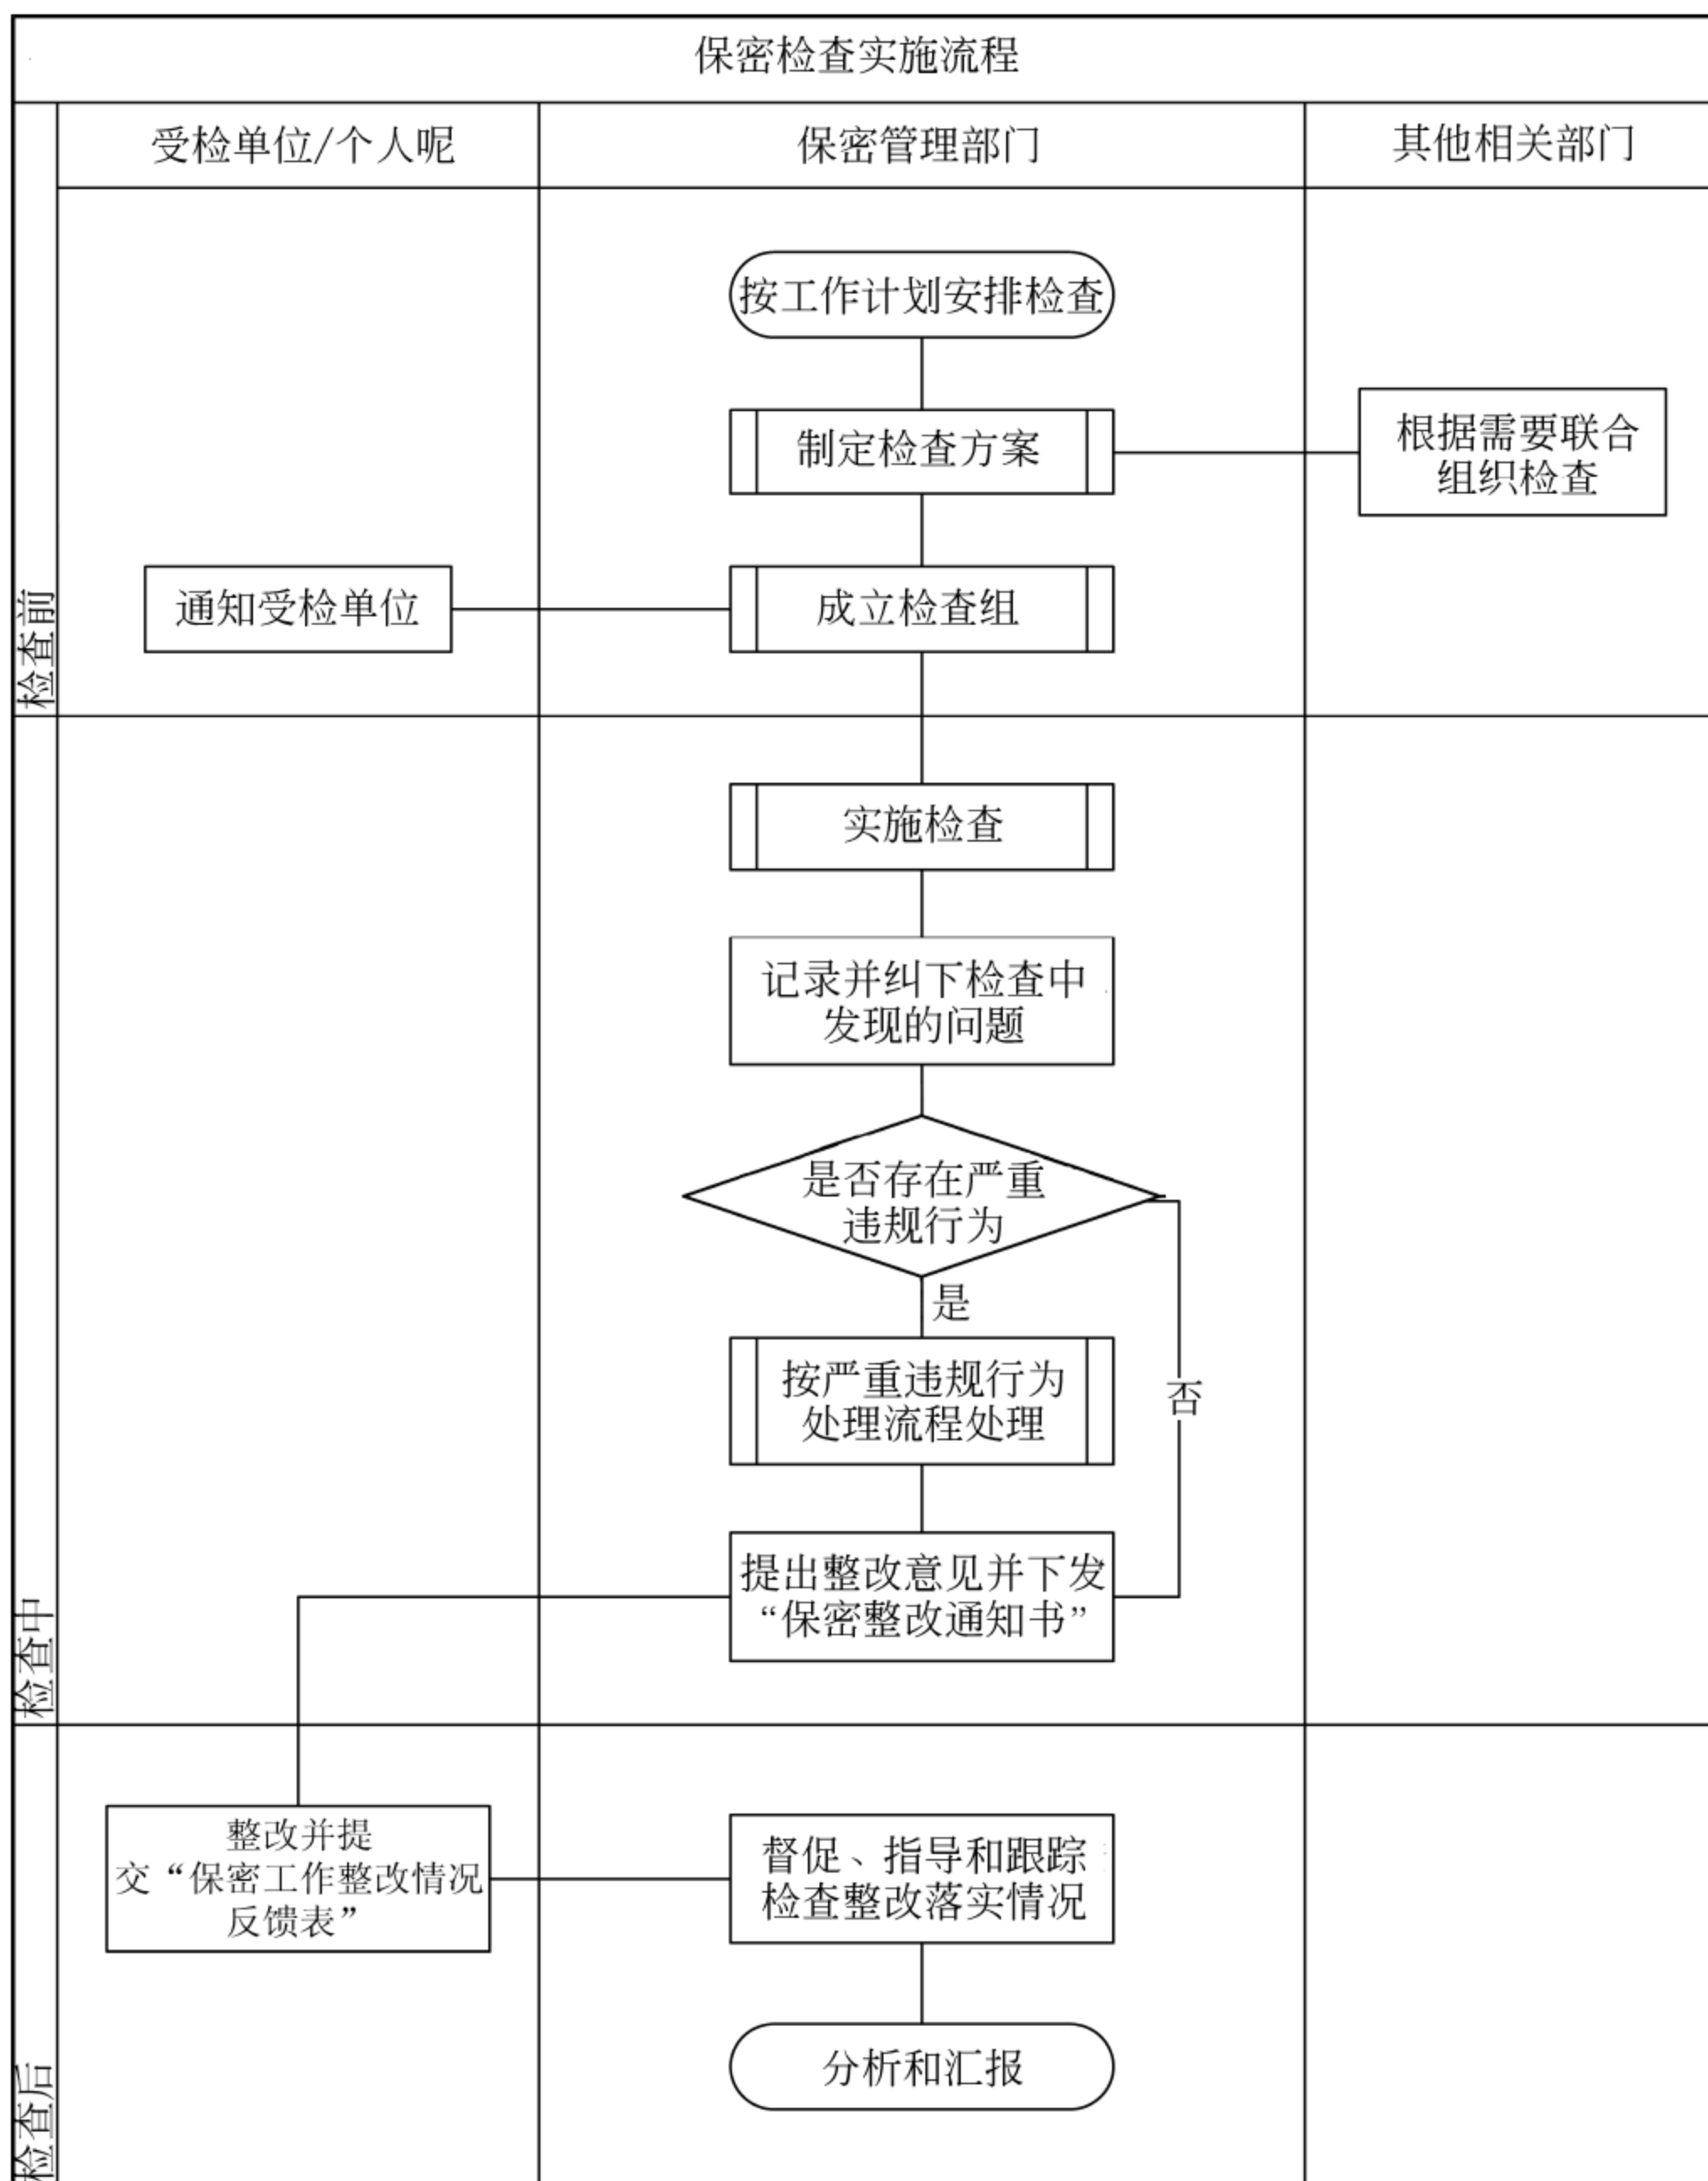 保密检查实施流程
受检单位/个人呢
保密管理部门
其他相关部门
检查前
按工作计划安排检查
制定检查方案
根据需要联合
组织检查
通知受检单位
成立检查组
检查中
实施检查
记录并纠下检查中
发现的问题
是否存在严重
违规行为
是
否
按严重违规行为
处理流程处理
提出整改意见并下发
“保密整改通知书”
检查后
整改并提
交“保密工作整改情况
反馈表”
督促、指导和跟踪
检查整改落实情况
分析和汇报